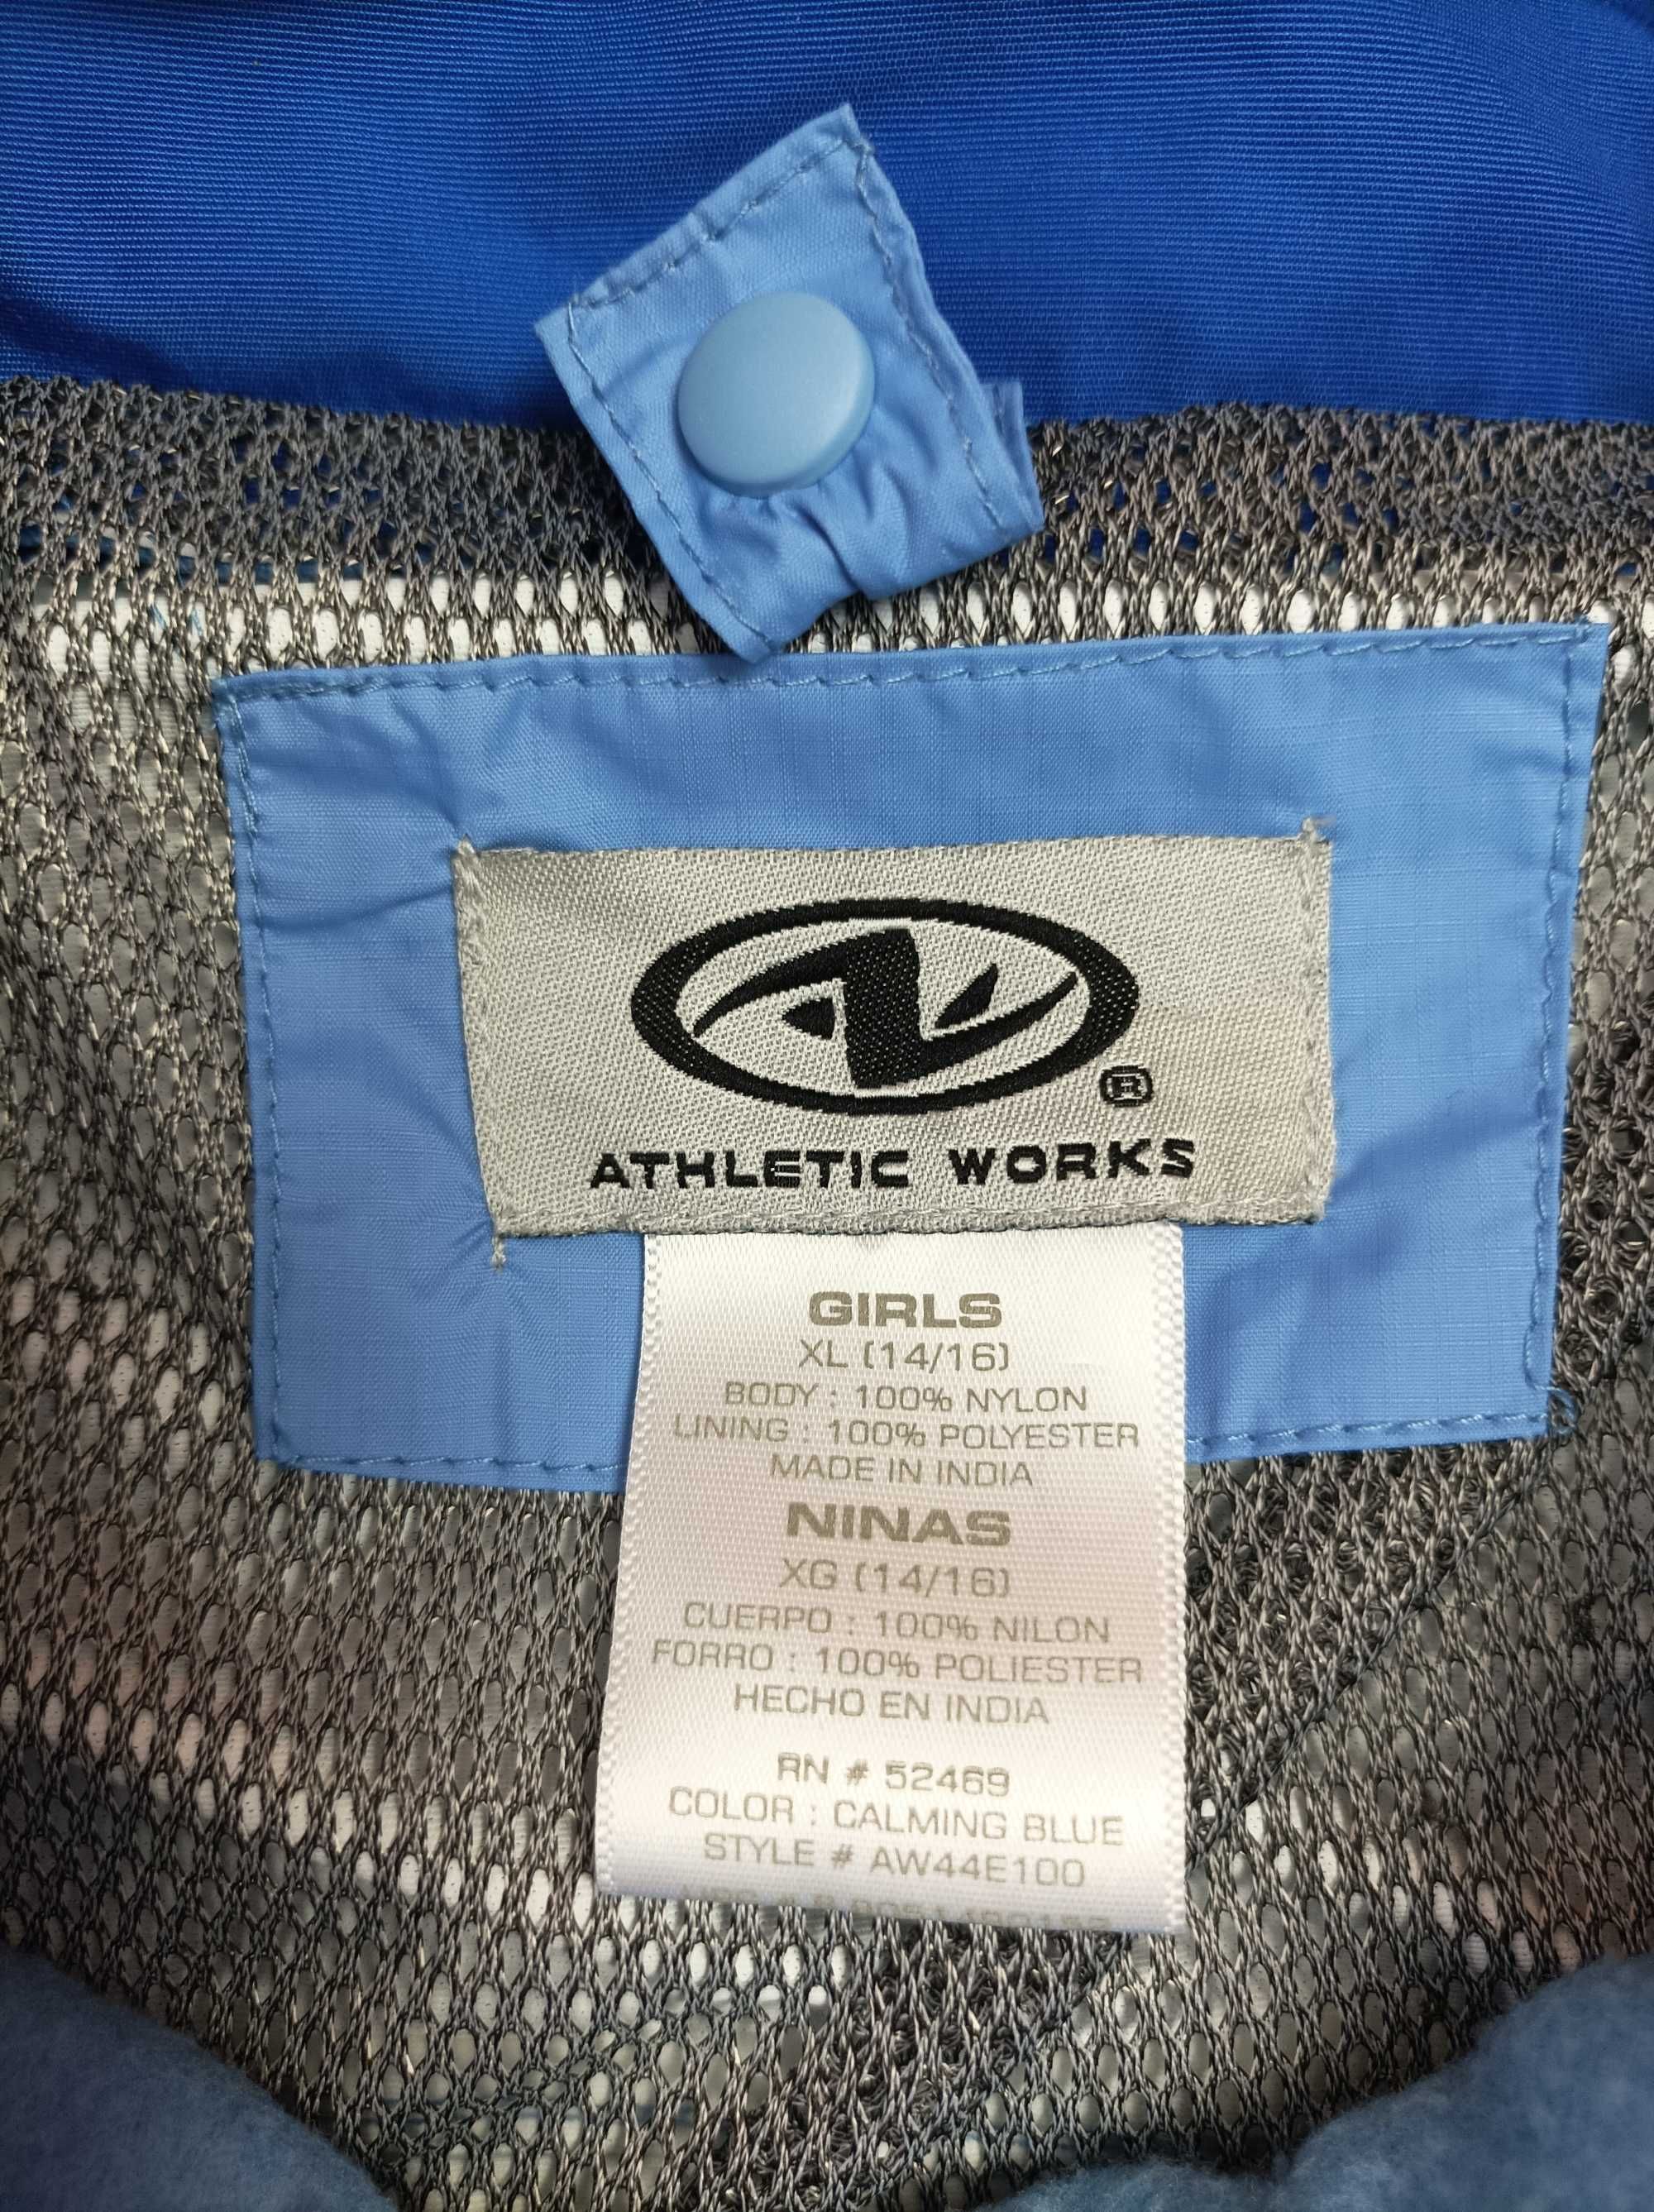 ®
ATHLETIC WORKS
GIRLS
XL (14/16)
BODY : 100% NYLON
LINING : 100% POLYESTER
MADE IN INDIA
NINAS
XG (14/16)
CUERPO : 100% NILON
FORRO : 100% POLIESTER
HECHO EN INDIA
RN # 52469
COLOR : CALMING BLUE
STYLE # AW44E100